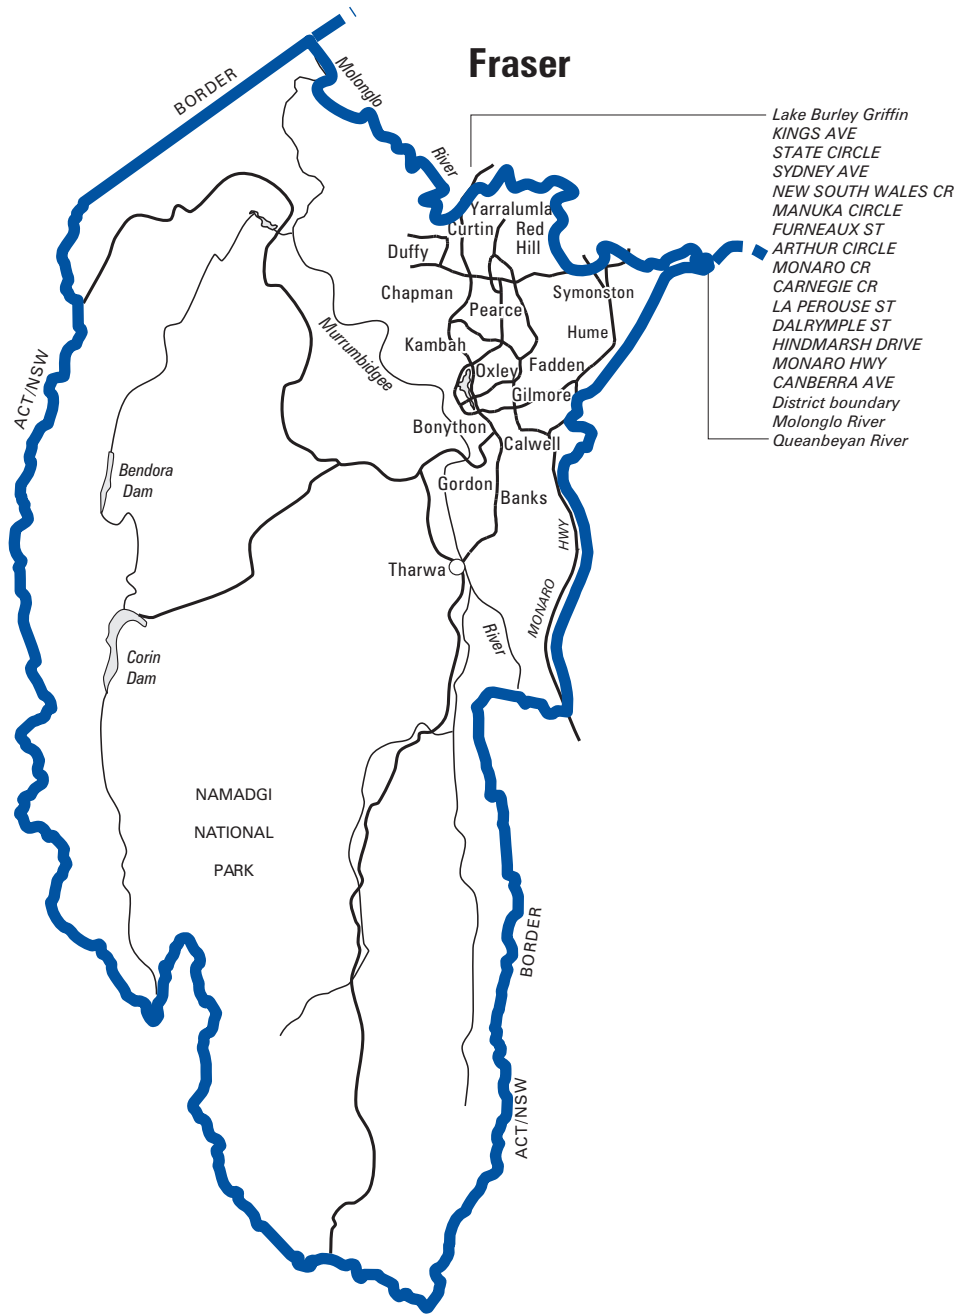 Fraser
BORDER
Molonglo
River
Lake Burley Griffin
KINGS AVE
STATE CIRCLE
SYDNEY AVE
NEW SOUTH WALES CR
MANUKA CIRCLE
FURNEAUX ST
ARTHUR CIRCLE
MONARO CR
CARNEGIE CR
LA PEROUSE ST
DALRYMPLE ST
HINDMARSH DRIVE
MONARO HWY
CANBERRA AVE
District boundary
Molonglo River
Queanbeyan River
Yarralumla
Curtin
Red
Hill
Duffy
Chapman
Symonston
Pearce
Hume
Kambah
Murrumbidgee
Fadden
Oxley
Gilmore
ACT/NSW
Bonython
Calwell
Bendora
Dam
Gordon
Banks
HWY
Tharwa
MONARO
River
Corin
Dam
NAMADGI
NATIONAL
PARK
BORDER
ACT/NSW